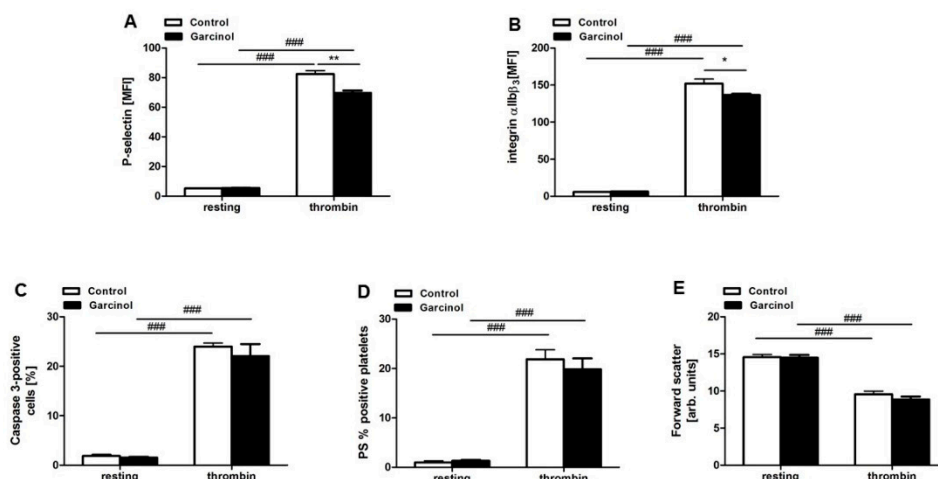 A
Control
Garcinol
###
###
**
P-selectin [MFI]
100
80
60
40
20
0
resting
thrombin
B
Control
Garcinol
###
###
*
integrin αIIbβ3[MFI]
200
150
100
50
0
resting
thrombin
C
Control
Garcinol
###
###
Caspase 3-positive
cells [%]
30
20
10
0
resting
thrombin
D
Control
Garcinol
###
###
PS % positive platelets
30
20
10
0
resting
thrombin
E
Control
Garcinol
###
###
Forward scatter
[arb. units]
20
15
10
5
0
resting
thrombin